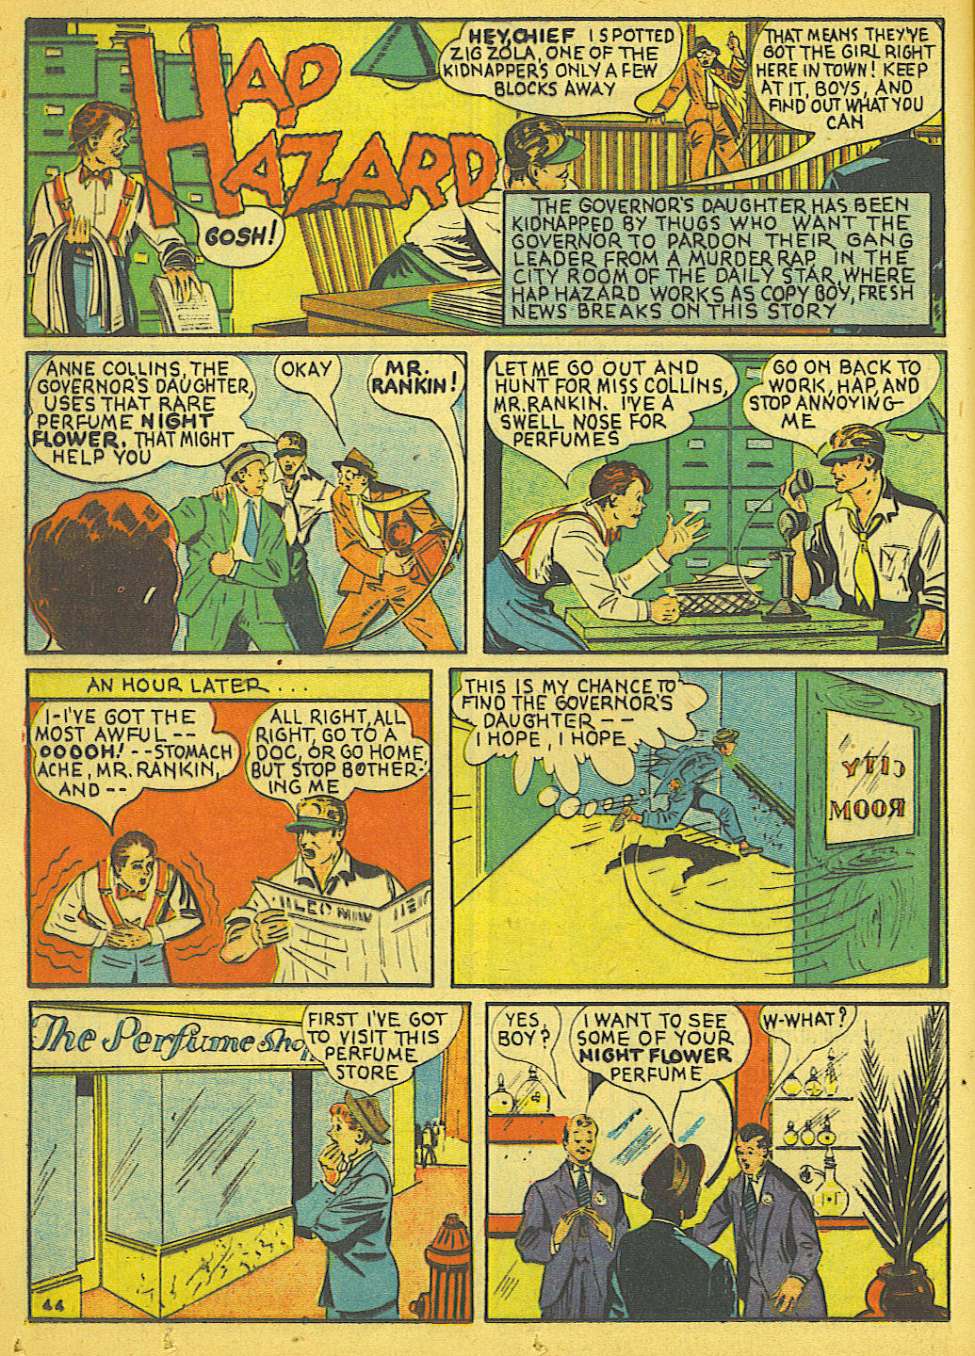 HAP
HAZARD
HEY, CHIEF I SPOTTED
ZIG ZOLA, ONE OF THE
KIDNAPPERS ONLY A FEW
BLOCKS AWAY
THAT MEANS THEY'VE
GOT THE GIRL RIGHT
HERE IN TOWN! KEEP
AT IT, BOYS, AND
FIND OUT WHAT YOU
CAN
GOSH!
THE GOVERNOR'S DAUGHTER HAS BEEN
KIDNAPPED BY THUGS WHO WANT THE
GOVERNOR TO PARDON THEIR GANG
LEADER FROM A MURDER RAP. IN THE
CITY ROOM OF THE DAILY STAR, WHERE
HAP HAZARD WORKS AS COPY BOY, FRESH
NEWS BREAKS ON THIS STORY
ANNE COLLINS, THE
GOVERNOR'S DAUGHTER,
USES THAT RARE
PERFUME NIGHT
FLOWER. THAT MIGHT
HELP YOU
OKAY
MR.
RANKIN!
LET ME GO OUT AND
HUNT FOR MISS COLLINS,
MR. RANKIN. I'VE A
SWELL NOSE FOR
PERFUMES
GO ON BACK TO
WORK, HAP, AND
STOP ANNOYING
ME
AN HOUR LATER...
I-I'VE GOT THE
MOST AWFUL--
OOOOH!--STOMACH
ACHE, MR. RANKIN,
AND--
ALL RIGHT, ALL
RIGHT, GO TO A
DOC, OR GO HOME
BUT STOP BOTHER-
ING ME
THIS IS MY CHANCE TO
FIND THE GOVERNOR'S
DAUGHTER--
I HOPE, I HOPE
CITY
ROOM
The Perfume Sho
FIRST I'VE GOT
TO VISIT THIS
PERFUME
STORE
44
YES,
BOY?
I WANT TO SEE
SOME OF YOUR
NIGHT FLOWER
PERFUME
W-WHAT?